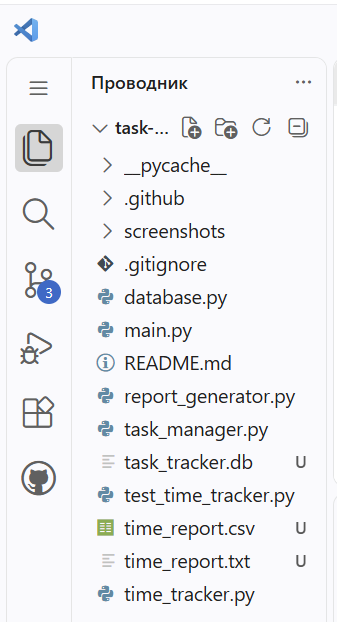 Проводник ...
task-...
__pycache__
.github
screenshots
.gitignore
3
database.py
main.py
README.md
report_generator.py
task_manager.py
task_tracker.db U
test_time_tracker.py
time_report.csv U
time_report.txt U
time_tracker.py